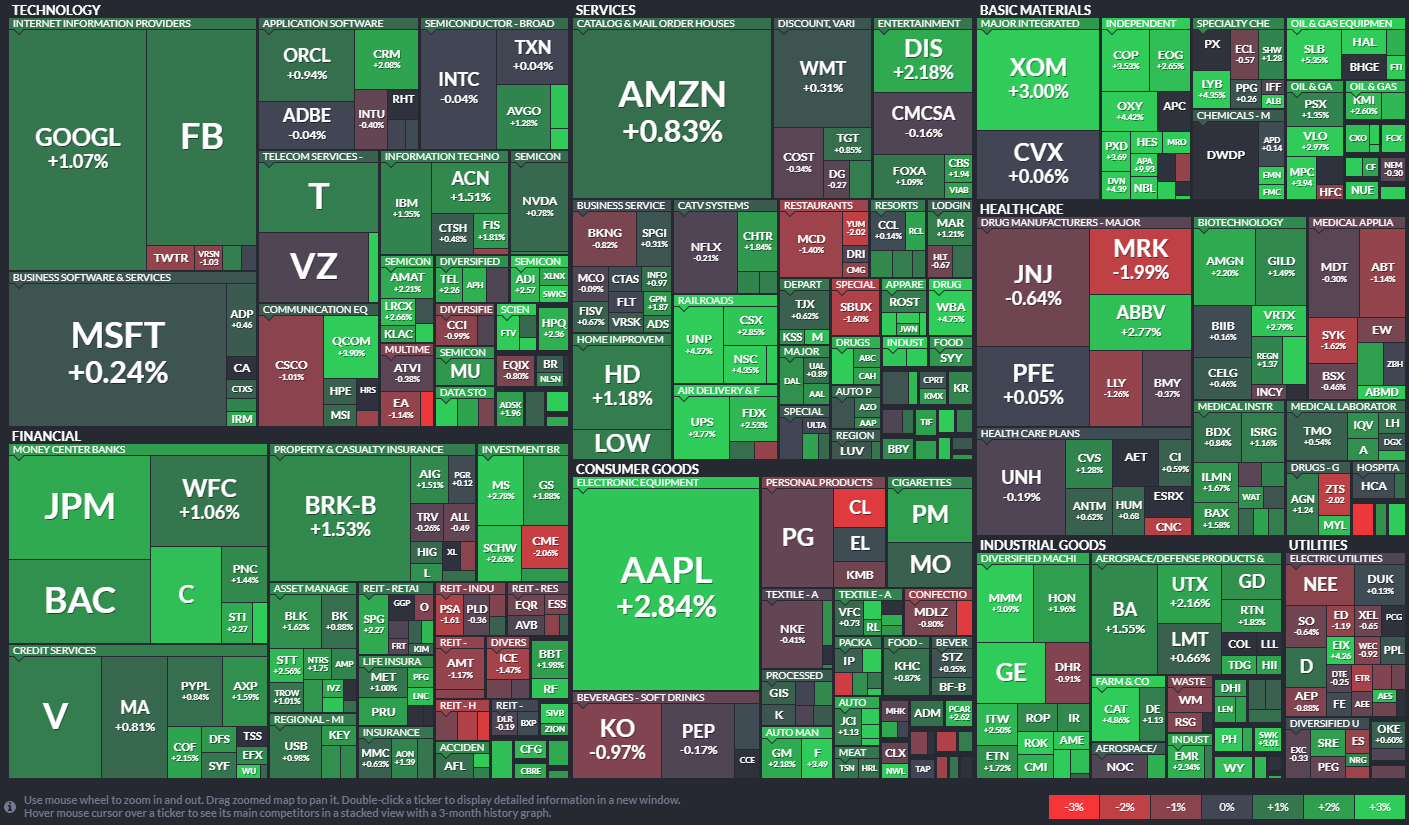 TECHNOLOGY
INTERNET INFORMATION PROVIDERS
GOOGL
+1.07%
FB
TWTR
VRSN
-1.03
APPLICATION SOFTWARE
ORCL
+0.94%
CRM
+2.08%
ADBE
-0.04%
INTU
-0.40%
RHT
SEMICONDUCTOR - BROAD
INTC
-0.04%
TXN
+0.04%
AVGO
+1.28%
TELECOM SERVICES -
T
VZ
INFORMATION TECHNO
IBM
+1.35%
ACN
+1.51%
CTSH
+0.48%
FIS
+1.81%
SEMICON
NVDA
+0.78%
BUSINESS SOFTWARE & SERVICES
MSFT
+0.24%
ADP
+0.46
CA
CTXS
IRM
COMMUNICATION EQ
CSCO
-1.01%
QCOM
+3.90%
HPE
HRS
MSI
SEMICON
AMAT
+2.21%
LRCX
+2.66%
KLAC
DIVERSIFIED
TEL
+2.26
APH
SEMICON
ADI
+2.57
XLNX
SWKS
DIVERSIFIE
CCI
-0.99%
SCIEN
FTV
HPQ
+2.36
MULTIME
ATVI
-0.38%
EA
-1.14%
SEMICON
MU
DATA STO
EQIX
-0.80%
BR
NLSN
ADSK
+1.96
FINANCIAL
MONEY CENTER BANKS
JPM
WFC
+1.06%
BAC
C
PNC
+1.44%
STI
+2.27
PROPERTY & CASUALTY INSURANCE
BRK-B
+1.53%
AIG
+1.51%
PGR
+0.12
TRV
-0.26%
ALL
-0.49
HIG
XL
L
INVESTMENT BR
MS
+2.78%
GS
+1.88%
SCHW
+2.63%
CME
-2.06%
CREDIT SERVICES
V
MA
+0.81%
PYPL
+0.84%
AXP
+1.59%
COF
+2.15%
DFS
SYF
TSS
EFX
WU
ASSET MANAGE
BLK
+1.62%
BK
+0.88%
STT
+2.56%
NTRS
+1.75
AMP
TROW
+1.01%
IVZ
REGIONAL - MI
USB
+0.98%
KEY
REIT - RETAI
SPG
+2.27
GGP
O
FRT
KIM
LIFE INSURA
MET
+1.00%
PFG
LNC
PRU
INSURANCE
MMC
+0.63%
AON
+1.39
REIT - INDU
PSA
-1.61
PLD
-0.36
REIT - RES
EQR
ESS
AVB
REIT -
AMT
-1.17%
DIVERS
ICE
-1.47%
BBT
+1.98%
RF
REIT - H
REIT -
DLR
-0.19
BXP
SIVB
ZION
ACCIDEN
AFL
CFG
CBRE
SERVICES
CATALOG & MAIL ORDER HOUSES
AMZN
+0.83%
DISCOUNT, VARI
WMT
+0.31%
COST
-0.34%
TGT
+0.85%
DG
-0.27
ENTERTAINMENT
DIS
+2.18%
CMCSA
-0.16%
FOXA
+1.09%
CBS
+1.94
VIAB
BUSINESS SERVICE
BKNG
-0.82%
SPGI
+0.31%
MCO
-0.09%
CTAS
INFO
+0.97
FLT
GPN
+1.87
FISV
+0.67%
VRSK
ADS
CATV SYSTEMS
NFLX
-0.21%
CHTR
+1.84%
RESTAURANTS
MCD
-1.40%
YUM
-2.02
DRI
CMG
RESORTS
CCL
+0.14%
RCL
LODGIN
MAR
+1.21%
HLT
-0.67
HOME IMPROVEM
HD
+1.18%
LOW
RAILROADS
UNP
+4.27%
CSX
+2.85%
NSC
+4.35%
AIR DELIVERY & F
UPS
+3.77%
FDX
+2.53%
DEPART
TJX
+0.62%
KSS
M
SPECIAL
SBUX
-1.60%
APPARE
ROST
JWN
DRUG
WBA
+4.75%
MAJOR
DAL
UAL
+0.89
AAL
DRUGS
ABC
CAH
INDUST
FOOD
SYY
SPECIAL
ULTA
AUTO P
AZO
AAP
CPRT
KMX
KR
REGION
LUV
TIF
BBY
CONSUMER GOODS
ELECTRONIC EQUIPMENT
AAPL
+2.84%
PERSONAL PRODUCTS
PG
CL
EL
KMB
CIGARETTES
PM
MO
TEXTILE - A
NKE
-0.41%
TEXTILE - A
VFC
+0.73
RL
CONFECTIO
MDLZ
-0.80%
PACKA
IP
FOOD -
KHC
+0.87%
BEVER
STZ
+0.35%
BF-B
BEVERAGES - SOFT DRINKS
KO
-0.97%
PEP
-0.17%
CCE
PROCESSED
GIS
K
AUTO
JCI
+1.13
MHK
ADM
PCAR
+2.62
AUTO MAN
GM
+2.18%
F
+3.49
MEAT
TSN
HRL
CLX
NWL
TAP
BASIC MATERIALS
MAJOR INTEGRATED
XOM
+3.00%
CVX
+0.06%
INDEPENDENT
COP
+3.53%
EOG
+2.65%
OXY
+4.42%
APC
PXD
+3.69
HES
MRO
APA
+9.93
DVN
+4.39
NBL
SPECIALTY CHE
PX
ECL
-0.57
SHW
+1.28
LYB
+4.35%
PPG
+0.26
IFF
ALB
CHEMICALS - M
DWDP
APD
+0.14
EMN
FMC
OIL & GAS EQUIPMEN
SLB
+5.35%
HAL
BHGE
FTI
OIL & GA
PSX
+1.35%
VLO
+2.97%
MPC
+3.94
HFC
OIL & GAS
KMI
+2.60%
CXO
FCX
CF
NEM
-0.30
NUE
HEALTHCARE
DRUG MANUFACTURERS - MAJOR
JNJ
-0.64%
MRK
-1.99%
ABBV
+2.77%
PFE
+0.05%
LLY
-1.26%
BMY
-0.37%
BIOTECHNOLOGY
AMGN
+2.20%
GILD
+1.49%
BIIB
+0.16%
VRTX
+2.79%
REGN
+1.37
CELG
+0.46%
INCY
MEDICAL APPLIA
MDT
-0.30%
ABT
-1.14%
SYK
-1.62%
EW
BSX
-0.46%
ZBH
ABMD
HEALTH CARE PLANS
UNH
-0.19%
CVS
+1.28%
AET
CI
+0.59%
ANTM
+0.62%
HUM
+0.68
ESRX
CNC
MEDICAL INSTR
BDX
+0.84%
ISRG
+1.16%
ILMN
+1.67%
WAT
BAX
+1.58%
MEDICAL LABORATOR
TMO
+0.54%
IQV
LH
A
DGX
DRUGS - G
AGN
+1.24
ZTS
-2.02
MYL
HOSPITA
HCA
INDUSTRIAL GOODS
DIVERSIFIED MACHI
MMM
+3.09%
HON
+1.96%
GE
DHR
-0.91%
ITW
+2.50%
ROP
IR
ROK
AME
ETN
+1.72%
CMI
AEROSPACE/DEFENSE PRODUCTS &
BA
+1.55%
UTX
+2.16%
GD
RTN
+1.83%
LMT
+0.66%
COL
LLL
TDG
HII
FARM & CO
CAT
+4.86%
DE
+1.13
WASTE
WM
RSG
DHI
LEN
AEROSPACE/
NOC
INDUST
EMR
+2.34%
PH
SWK
+3.01
WY
UTILITIES
ELECTRIC UTILITIES
NEE
DUK
+0.13%
SO
-0.64%
ED
-1.19
XEL
-0.65
PCG
EIX
+4.26
WEC
-0.92
PPL
D
DTE
-0.25
ETR
AEP
-0.88%
FE
AEE
AES
DIVERSIFIED U
EXC
-0.33
SRE
ES
PEG
NRG
OKE
+0.60%
Use mouse wheel to zoom in and out. Drag zoomed map to pan it. Double-click a ticker to display detailed information in a new window.
Hover mouse cursor over a ticker to see its main competitors in a stacked view with a 3-month history graph.
-3%
-2%
-1%
0%
+1%
+2%
+3%